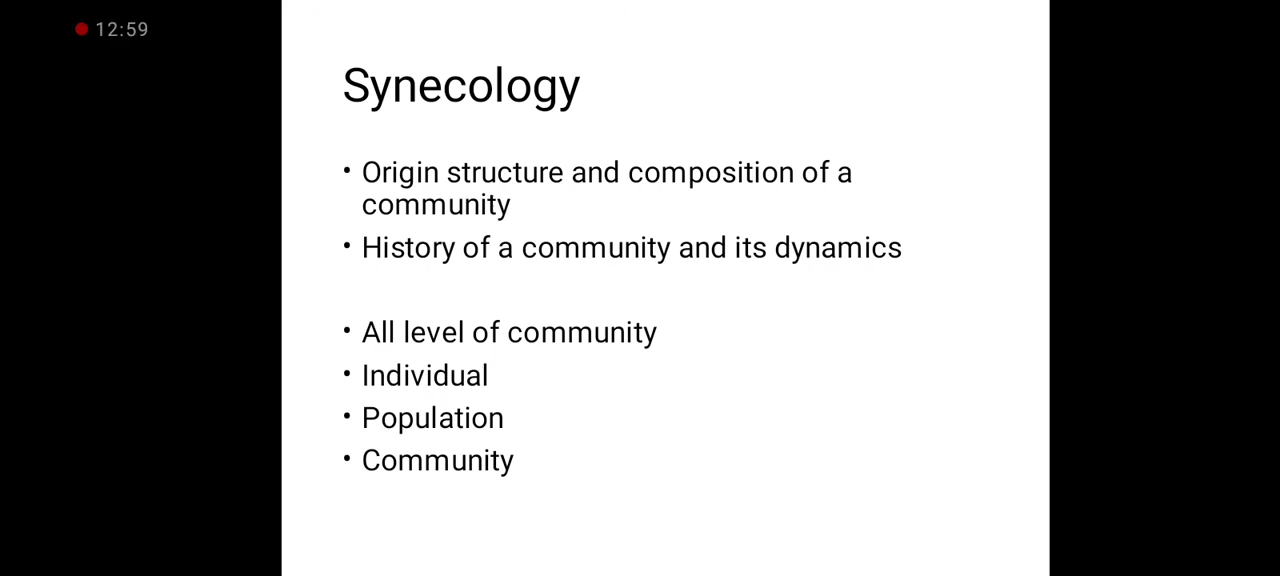 12:59
Synecology
• Origin structure and composition of a
community
• History of a community and its dynamics
• All level of community
• Individual
• Population
• Community